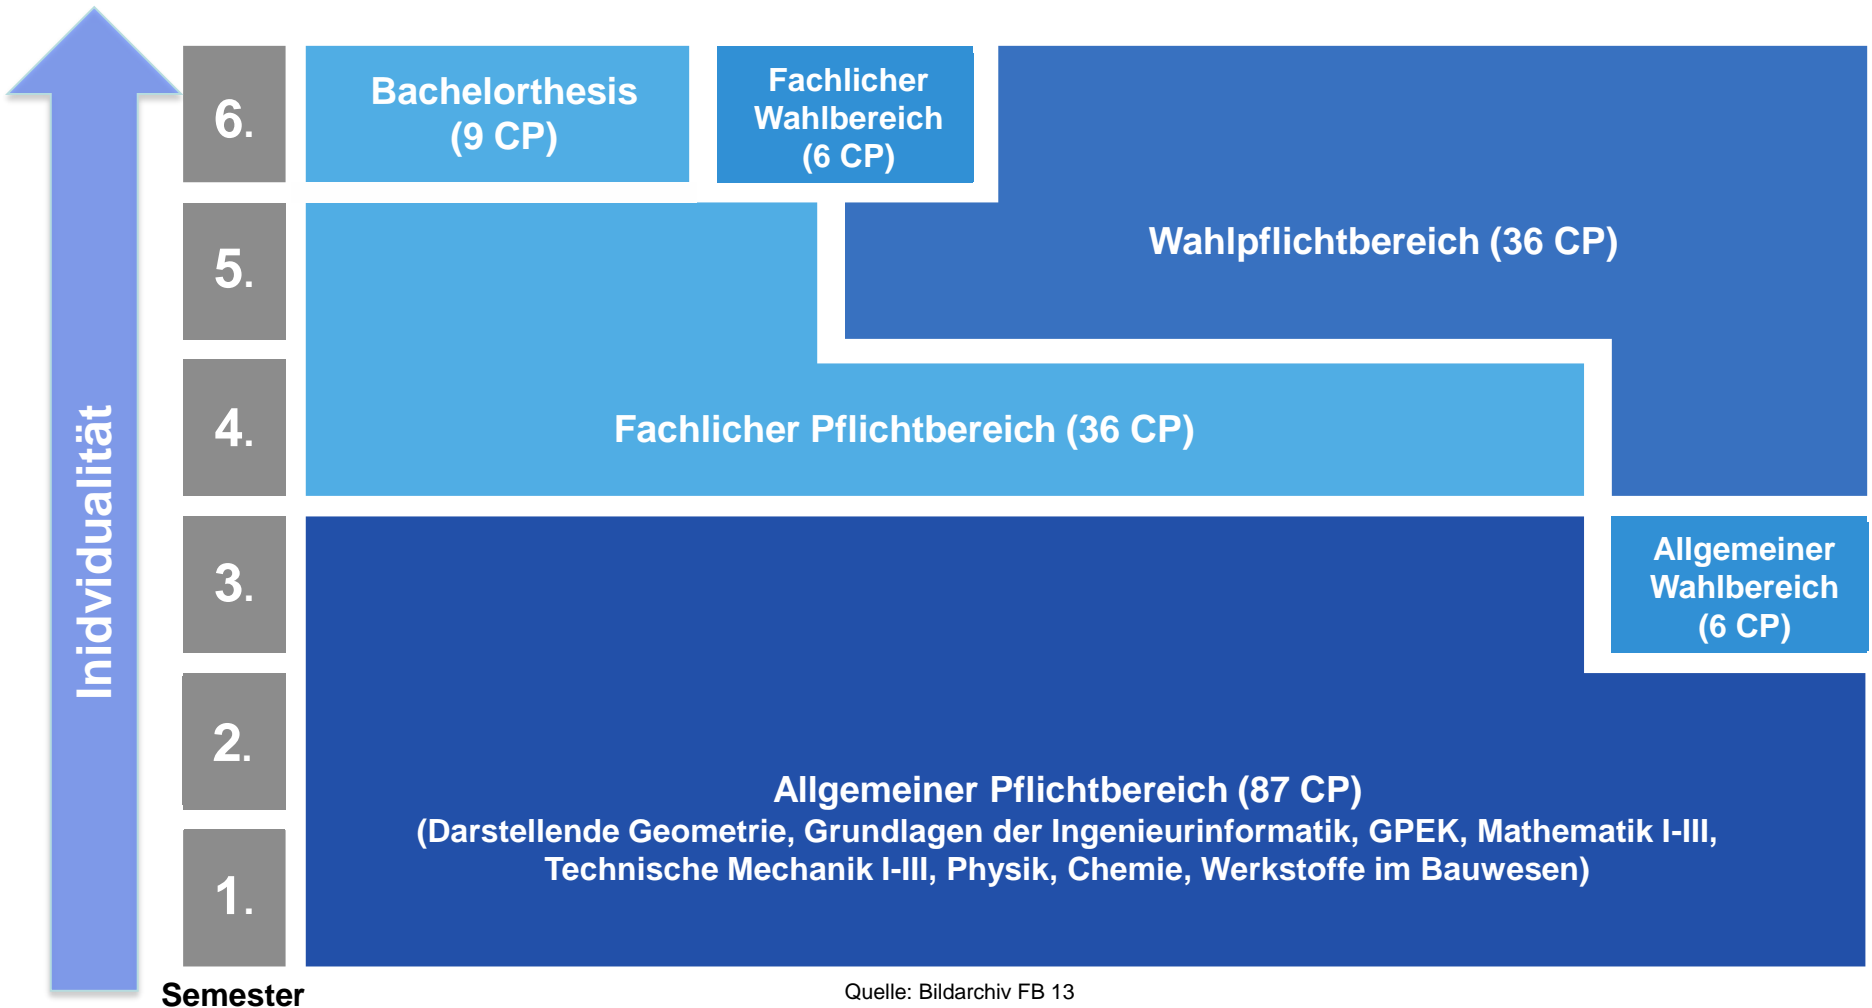 Inidvidualität
6.
Bachelorthesis
(9 CP)
Fachlicher
Wahlbereich
(6 CP)
5.
Wahlpflichtbereich (36 CP)
4.
Fachlicher Pflichtbereich (36 CP)
3.
Allgemeiner
Wahlbereich
(6 CP)
2.
Allgemeiner Pflichtbereich (87 CP)
(Darstellende Geometrie, Grundlagen der Ingenieurinformatik, GPEK, Mathematik I-III,
Technische Mechanik I-III, Physik, Chemie, Werkstoffe im Bauwesen)
1.
Semester
Quelle: Bildarchiv FB 13